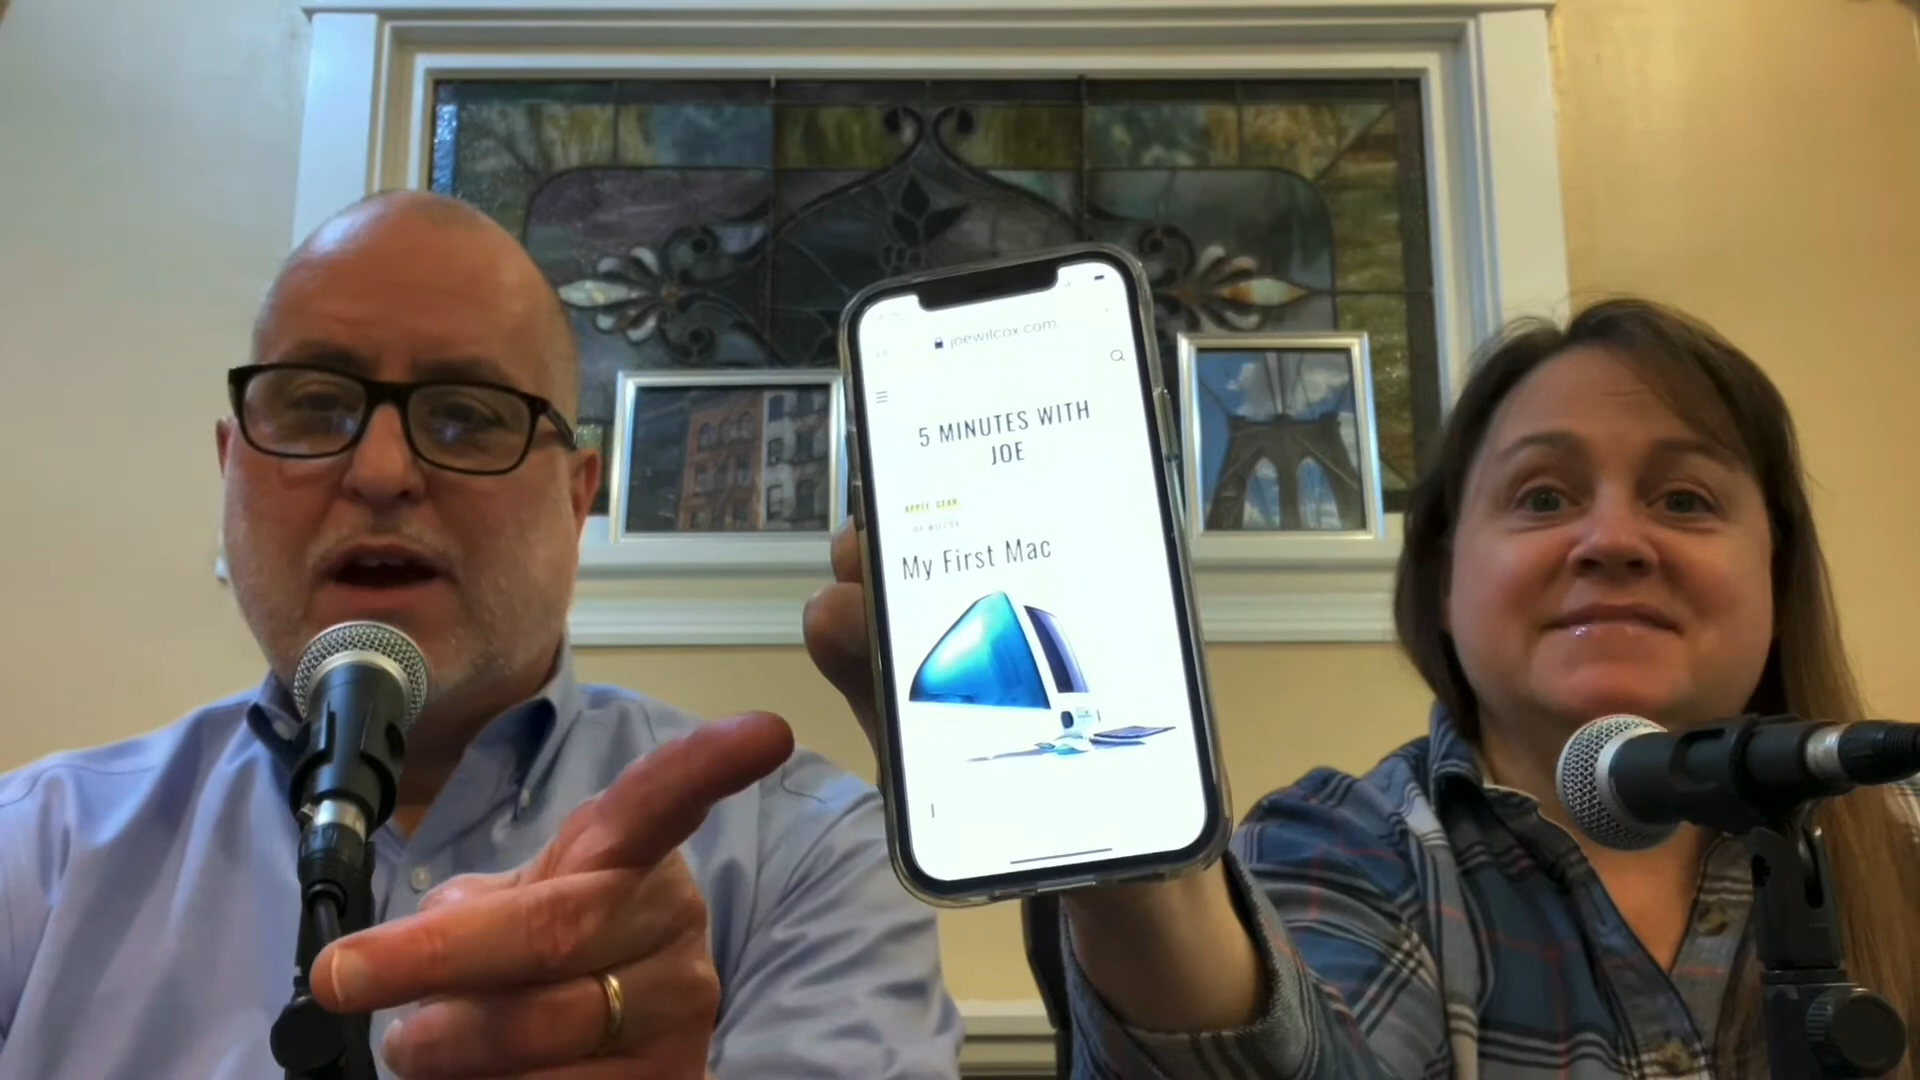 joewilcox.com
5 MINUTES WITH
JOE
APPLE GEAR
My First Mac
I